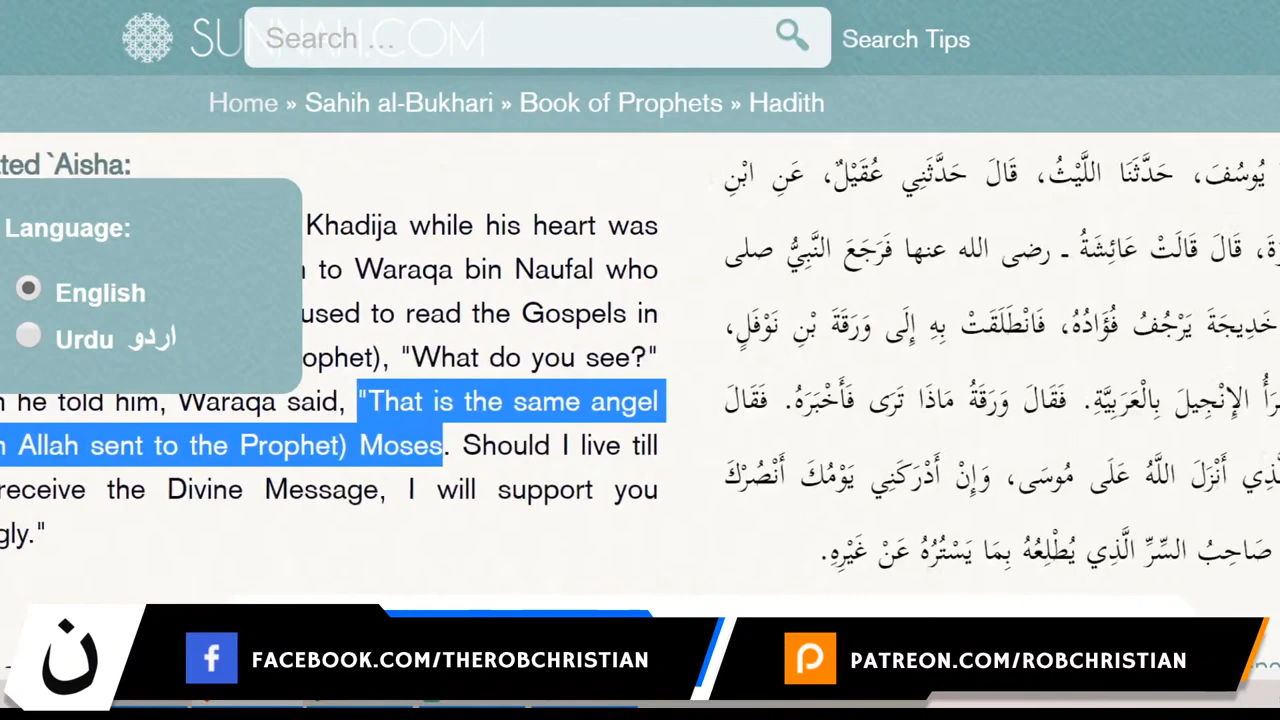 SUNNAH.COM
Search ...
Search Tips
Home » Sahih al-Bukhari » Book of Prophets » Hadith
`Aisha:
Language:
English
Urdu اردو
Khadija while his heart was
to Waraqa bin Naufal who
used to read the Gospels in
"What do you see?"
he told him, Waraqa said, "That is the same angel
Allah sent to the Prophet) Moses. Should I live till
receive the Divine Message, I will support you
يُوسُفَ، حَدَّثَنَا اللَّيْثُ، قَالَ حَدَّثَنِي عُقَيْلٌ، عَنِ ابْنِ
قَالَ قَالَتْ عَائِشَةُ ـ رضى الله عنها فَرَجَعَ النَّبِيُّ صلى
خَدِيجَةَ يَرْجُفُ فُؤَادُهُ، فَانْطَلَقَتْ بِهِ إِلَى وَرَقَةَ بْنِ نَوْفَلٍ،
الإِنْجِيلَ بِالْعَرَبِيَّةِ. فَقَالَ وَرَقَةُ مَاذَا تَرَى فَأَخْبَرَهُ. فَقَالَ
أَنْزَلَ اللَّهُ عَلَى مُوسَى، وَإِنْ أَدْرَكَنِي يَوْمُكَ أَنْصُرْكَ
صَاحِبُ السِّرِّ الَّذِي يُطْلِعُهُ بِمَا يَسْتُرُهُ عَنْ غَيْرِهِ.
ن
FACEBOOK.COM/THEROBCHRISTIAN
PATREON.COM/ROBCHRISTIAN